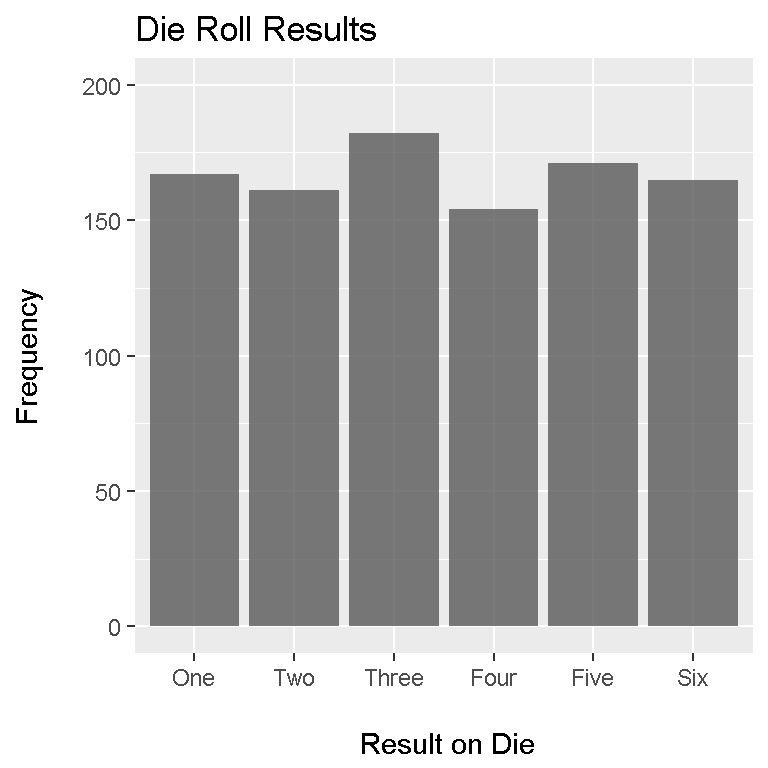 Die Roll Results
200
150
100
50
0
Frequency
One Two Three Four Five Six
Result on Die